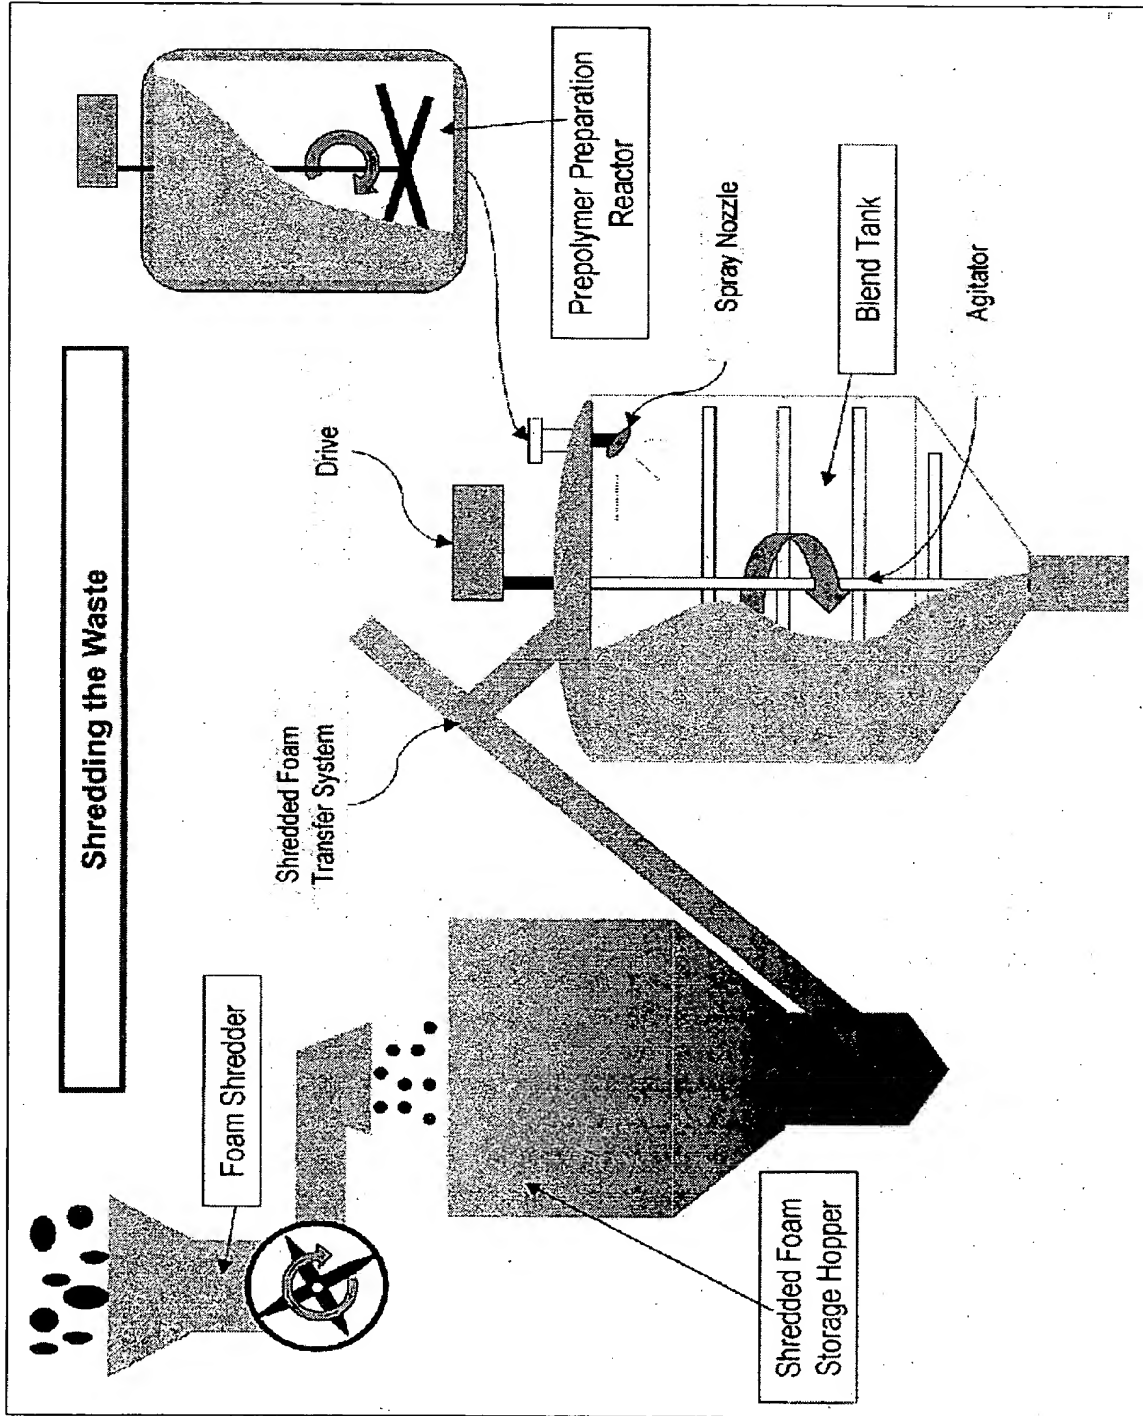 Shredding the Waste
Foam Shredder
Shredded Foam
Transfer System
Drive
Prepolymer Preparation
Reactor
Spray Nozzle
Blend Tank
Agitator
Shredded Foam
Storage Hopper